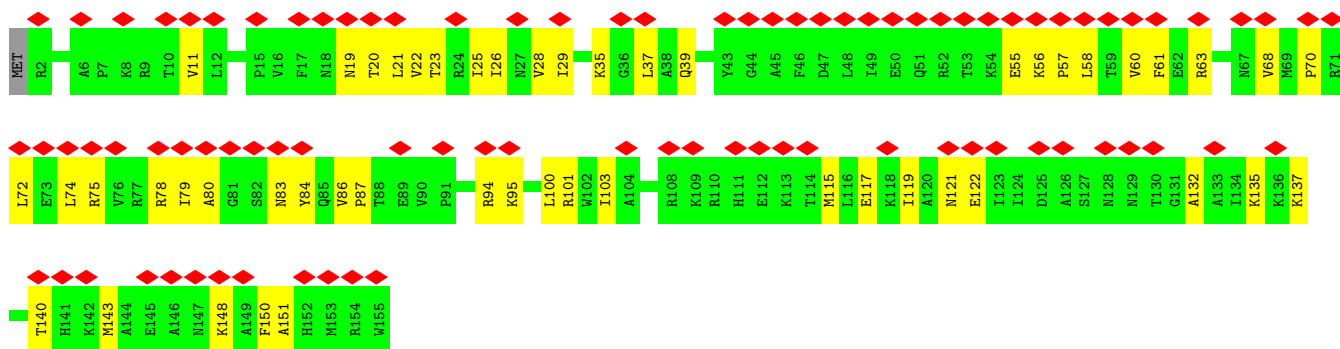 MET R2 A6 P7 K8 R9 T10 V11 L12 P15 V16 F17 N18 N19 T20 L21 V22 T23 R24 I25 I26 N27 V28 I29 K35 G36 L37 A38 Q39 Y43 G44 A45 F46 D47 L48 I49 E50 Q51 R52 T53 K54 E55 K56 P57 L58 T59 V60 F61 E62 R63 N67 V68 M69 P70 R71
L72 E73 L74 R75 V76 R77 R78 I79 A80 G81 S82 N83 Y84 Q85 V86 P87 T88 E89 V90 P91 R94 K95 L100 R101 W102 I103 A104 R108 K109 R110 H111 E112 K113 T114 M115 L116 E117 K118 I119 A120 N121 E122 I123 I124 D125 A126 S127 N128 N129 T130 G131 A132 A133 I134 K135 K136 K137
T140 H141 K142 M143 A144 E145 A146 N147 K148 A149 F150 A151 H152 M153 R154 W155